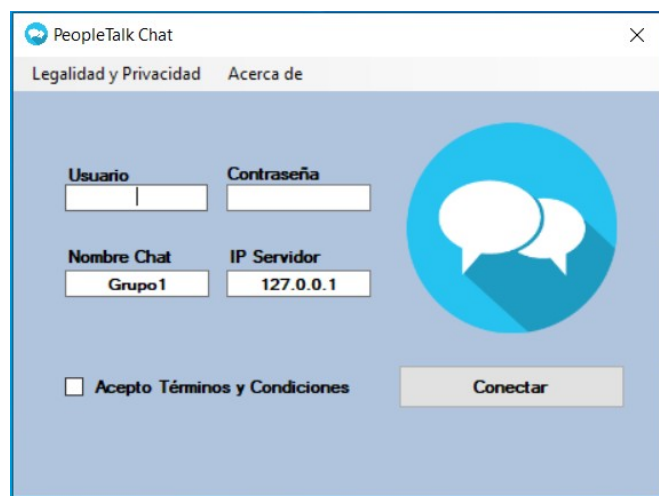 PeopleTalk Chat
Legalidad y Privacidad Acerca de
Usuario Contraseña
Nombre Chat IP Servidor
Grupo1 127.0.0.1
Acepto Términos y Condiciones Conectar